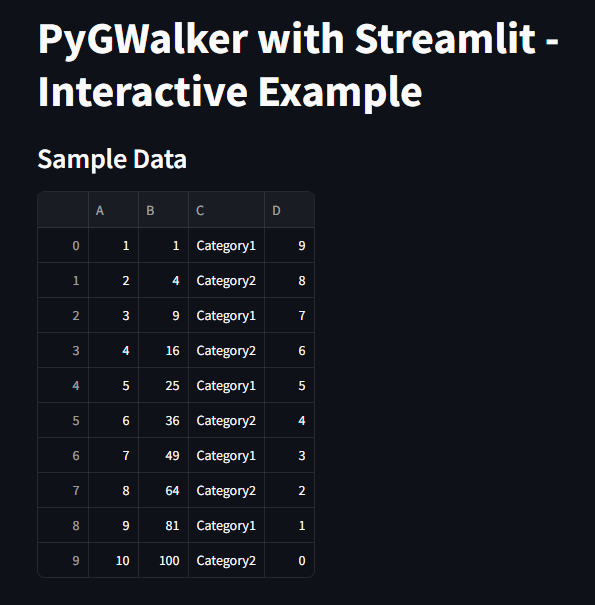 PyGWalker with Streamlit -
Interactive Example
Sample Data
A B C D
0 1 1 Category1 9
1 2 4 Category2 8
2 3 9 Category1 7
3 4 16 Category2 6
4 5 25 Category1 5
5 6 36 Category2 4
6 7 49 Category1 3
7 8 64 Category2 2
8 9 81 Category1 1
9 10 100 Category2 0